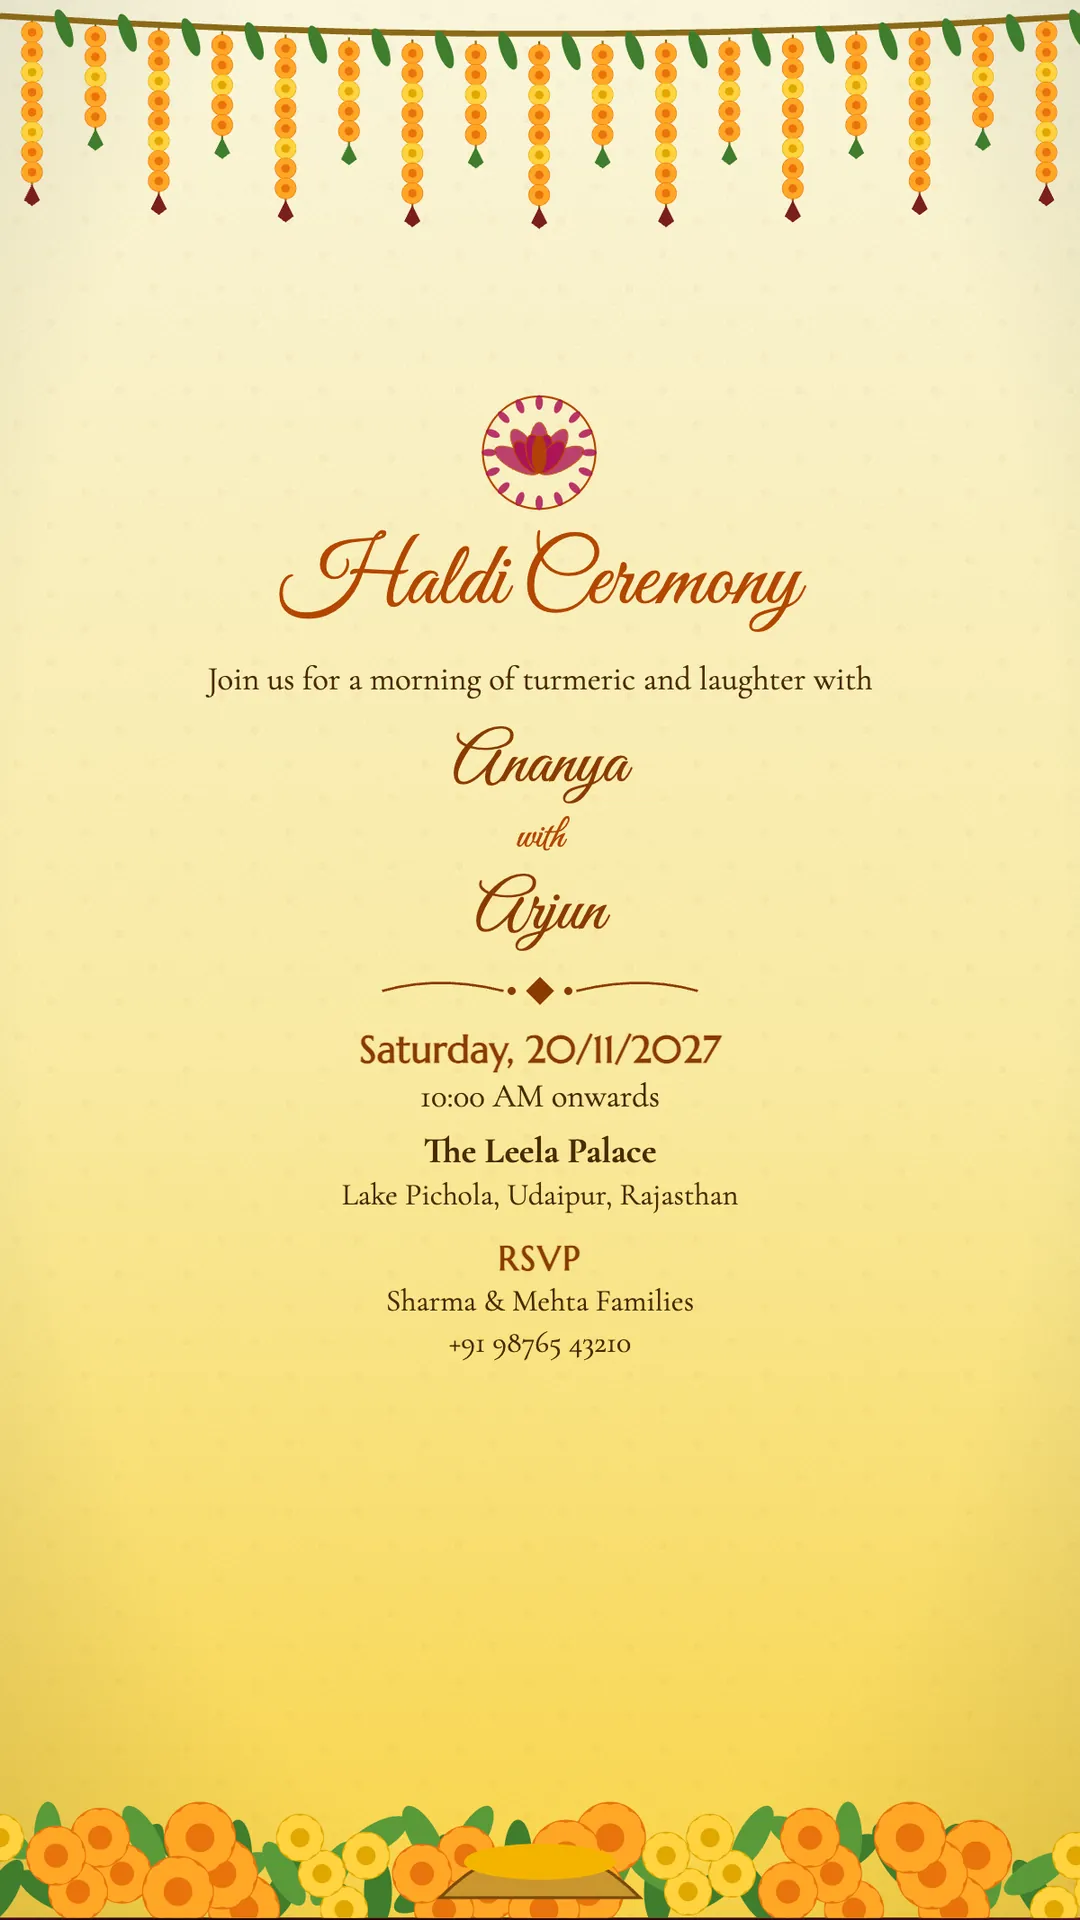 Haldi Ceremony
Join us for a morning of turmeric and laughter with
Ananya
with
Arjun
Saturday, 20/11/2027
10:00 AM onwards
The Leela Palace
Lake Pichola, Udaipur, Rajasthan
RSVP
Sharma & Mehta Families
+91 98765 43210